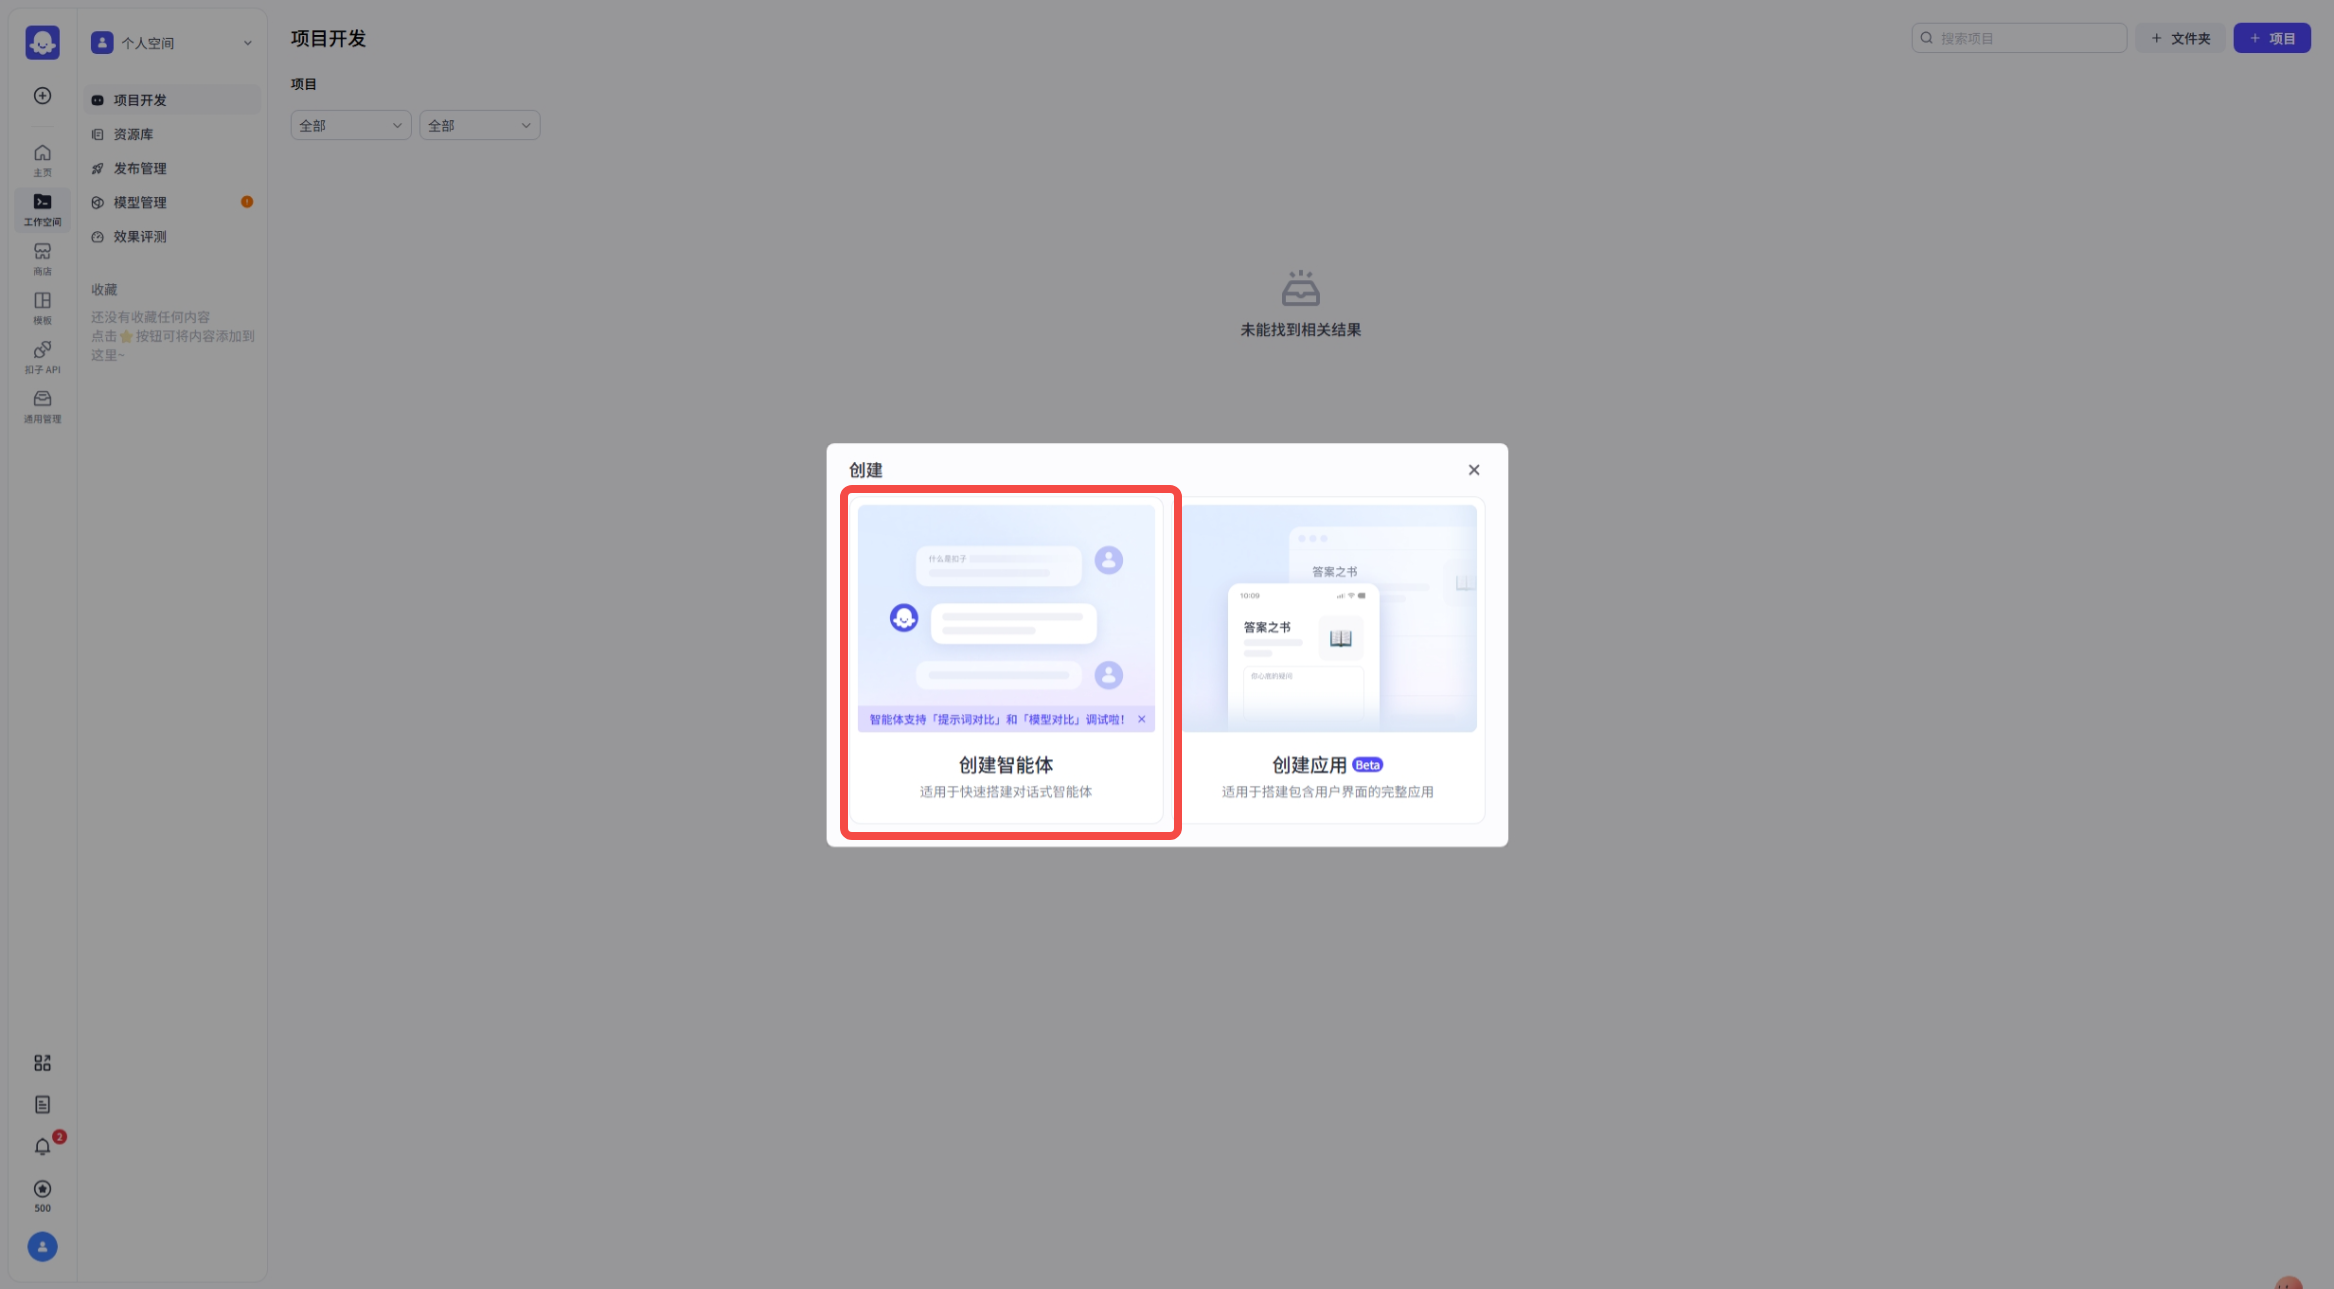 个人空间
项目开发
资源库
发布管理
模型管理
效果评测
收藏
还没有收藏任何内容
点击⭐按钮可将内容添加到
这里~
主页
工作空间
商店
模板
扣子 API
通用管理
2
500
项目开发
搜索项目
+ 文件夹
+ 项目
项目
全部
全部
未能找到相关结果
创建
什么是扣子
智能体支持「提示词对比」和「模型对比」调试啦！
创建智能体
适用于快速搭建对话式智能体
答案之书
10:09
答案之书
你心底的疑问
创建应用 Beta
适用于搭建包含用户界面的完整应用